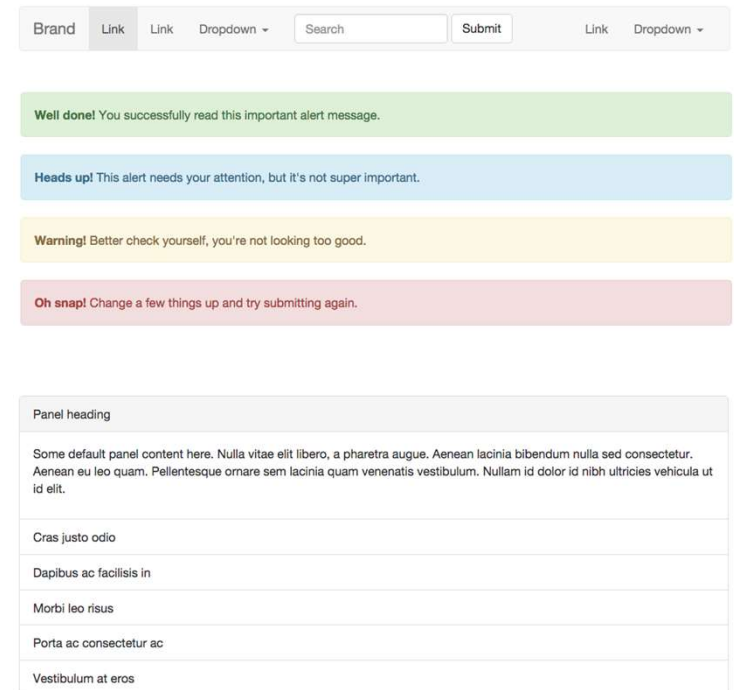 Brand Link Link Dropdown Search Submit Link Dropdown
Well done! You successfully read this important alert message.
Heads up! This alert needs your attention, but it's not super important.
Warning! Better check yourself, you're not looking too good.
Oh snap! Change a few things up and try submitting again.
Panel heading
Some default panel content here. Nulla vitae elit libero, a pharetra augue. Aenean lacinia bibendum nulla sed consectetur.
Aenean eu leo quam. Pellentesque ornare sem lacinia quam venenatis vestibulum. Nullam id dolor id nibh ultricies vehicula ut
id elit.
Cras justo odio
Dapibus ac facilisis in
Morbi leo risus
Porta ac consectetur ac
Vestibulum at eros